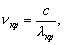 ν_кр = c / λ_кр,